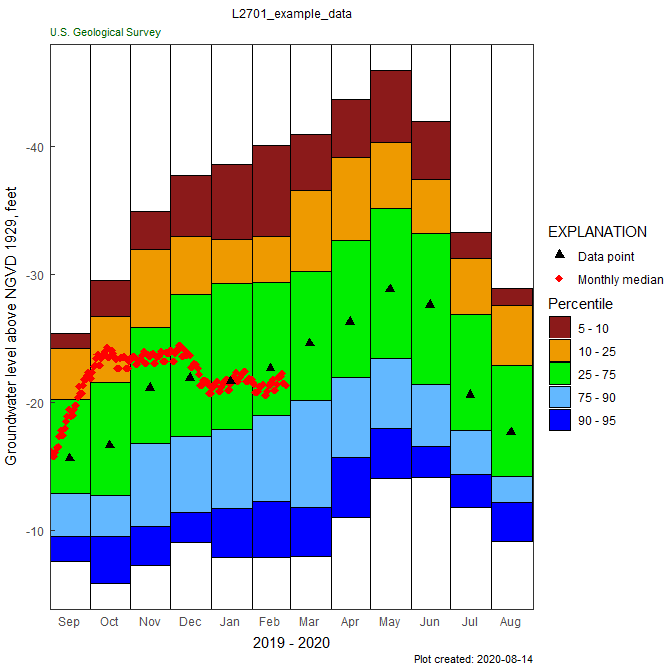 L2701_example_data
U.S. Geological Survey
Groundwater level above NGVD 1929, feet
-40
-30
-20
-10
Sep Oct Nov Dec Jan Feb Mar Apr May Jun Jul Aug
2019 - 2020
EXPLANATION
Data point
Monthly median
Percentile
5 - 10
10 - 25
25 - 75
75 - 90
90 - 95
Plot created: 2020-08-14